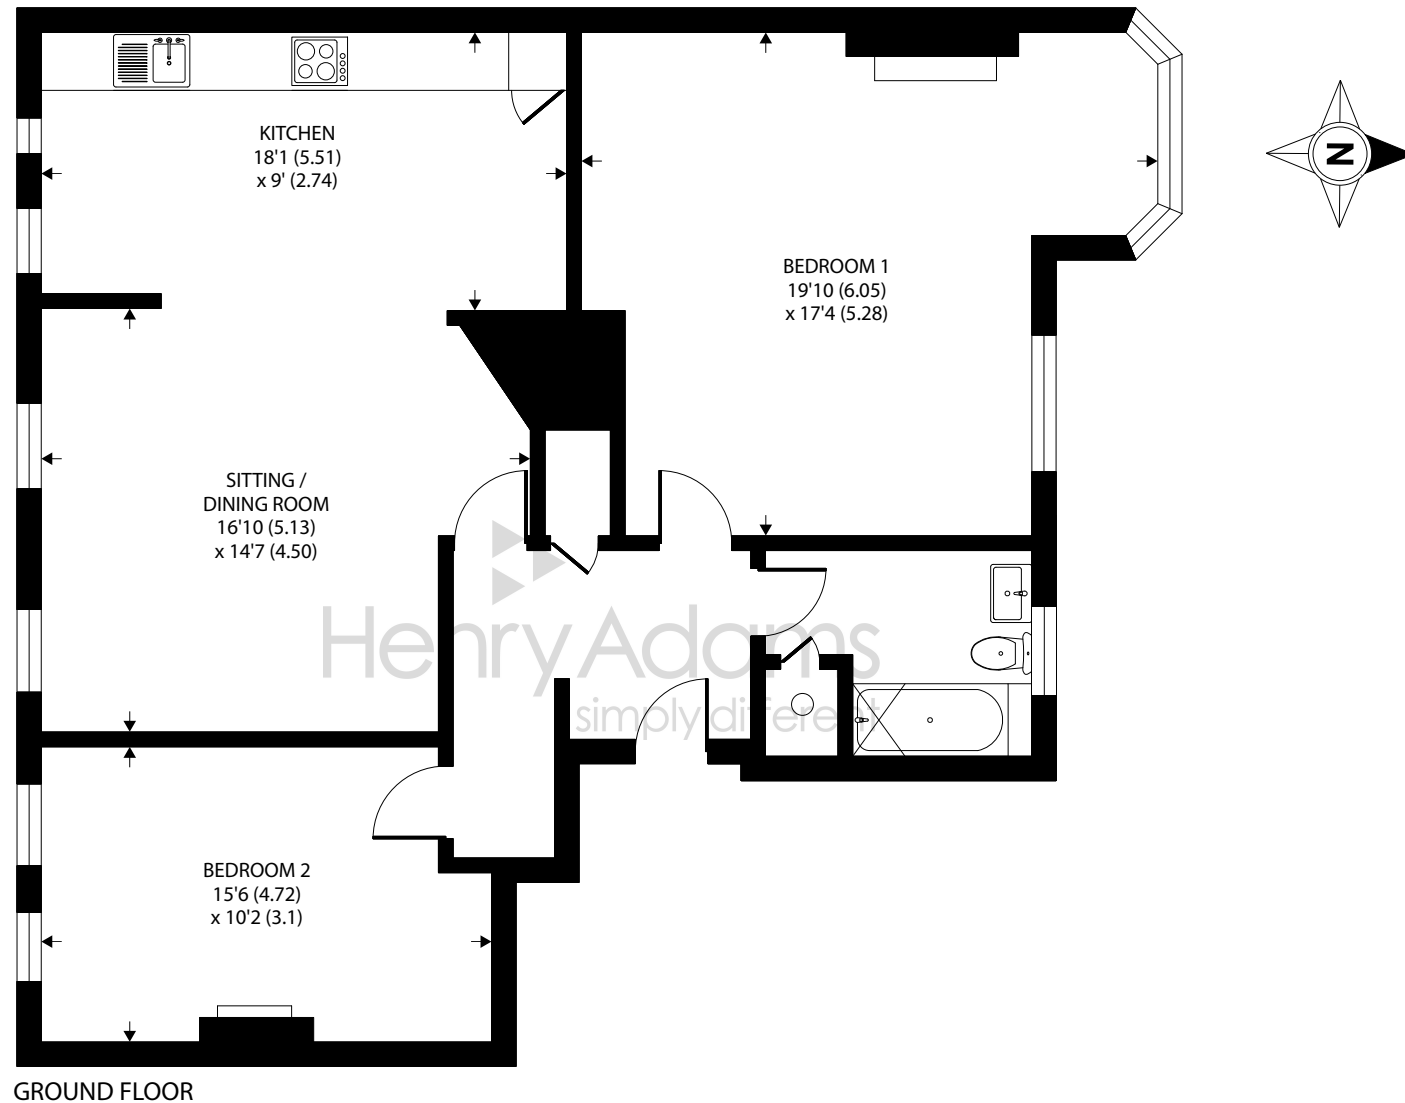 KITCHEN
18'1 (5.51)
x 9' (2.74)
N
BEDROOM 1
19'10 (6.05)
x 17'4 (5.28)
SITTING /
DINING ROOM
16'10 (5.13)
x 14'7 (4.50)
Henry Adams
simply different
BEDROOM 2
15'6 (4.72)
x 10'2 (3.1)
GROUND FLOOR